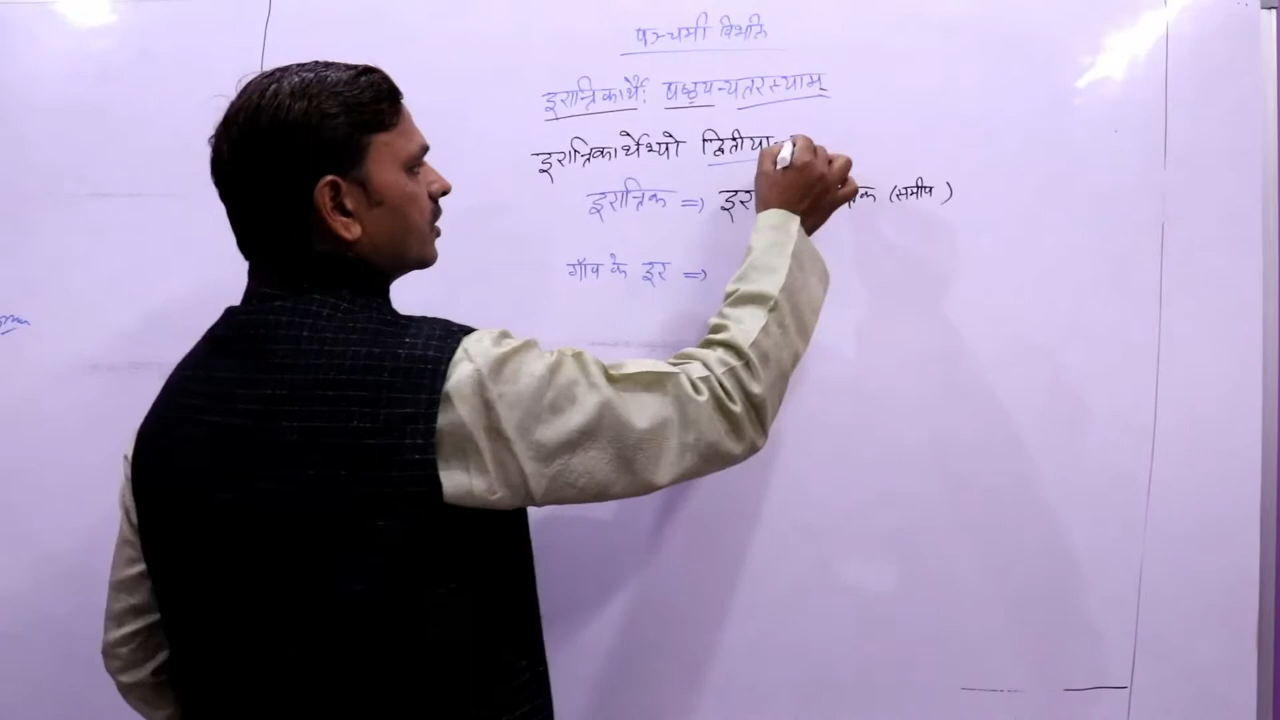 पञ्चमी विभक्ति
दूरान्तिकार्थैः षष्ठ्यन्यतरस्याम्
दूरान्तिकार्थेभ्यो द्वितीया
दूरान्तिक => दूर (समीप)
गाँव के दूर =>